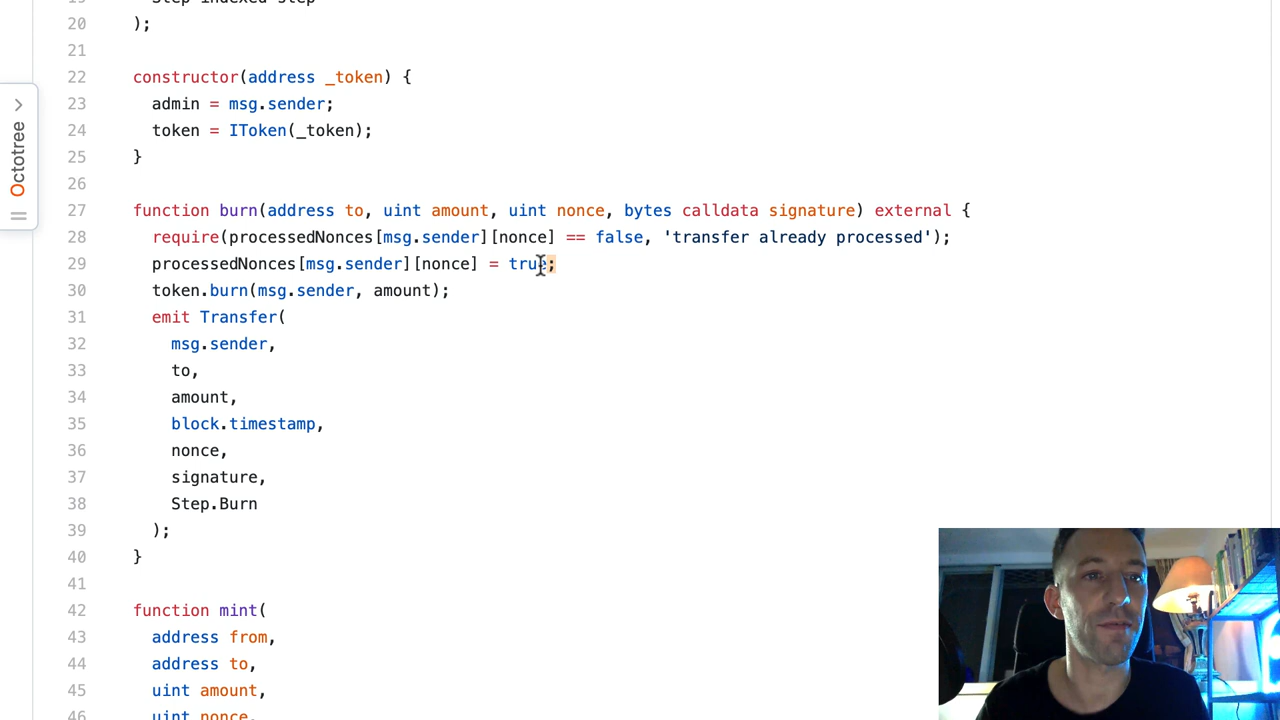 20 );
21
22 constructor(address _token) {
23 admin = msg.sender;
24 token = IToken(_token);
25 }
26
27 function burn(address to, uint amount, uint nonce, bytes calldata signature) external {
28 require(processedNonces[msg.sender][nonce] == false, 'transfer already processed');
29 processedNonces[msg.sender][nonce] = true;
30 token.burn(msg.sender, amount);
31 emit Transfer(
32 msg.sender,
33 to,
34 amount,
35 block.timestamp,
36 nonce,
37 signature,
38 Step.Burn
39 );
40 }
41
42 function mint(
43 address from,
44 address to,
45 uint amount,
46 uint nonce,
Octotree